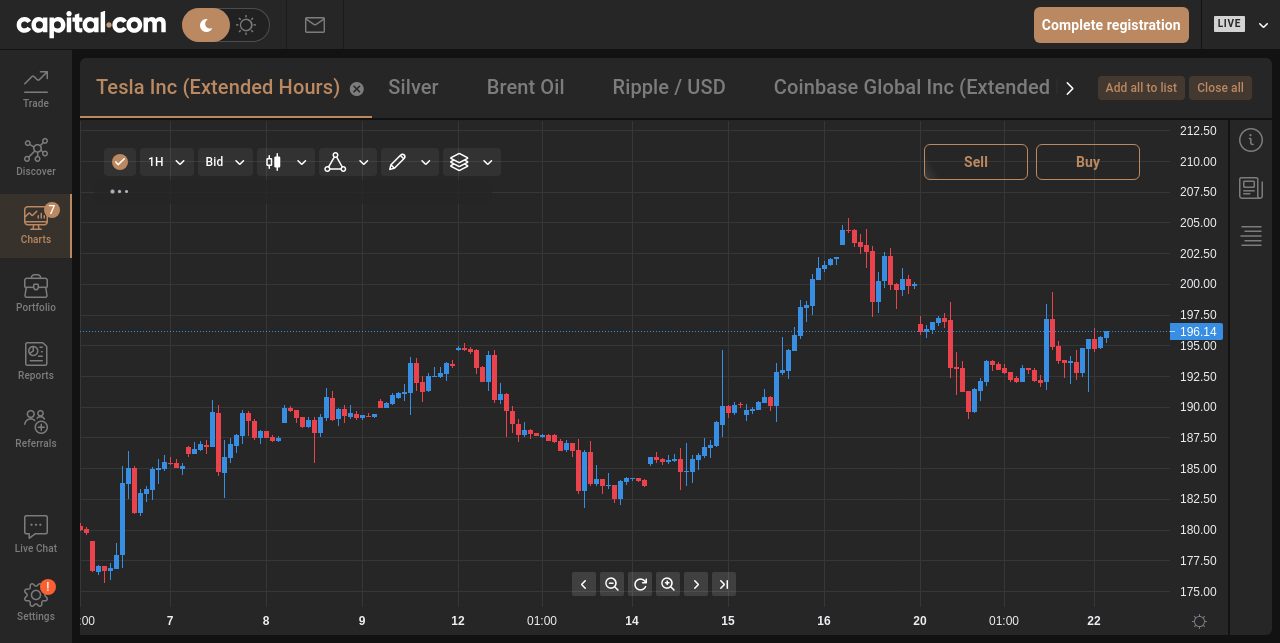 capital.com
Complete registration
LIVE
Tesla Inc (Extended Hours)
Silver
Brent Oil
Ripple / USD
Coinbase Global Inc (Extended
Add all to list
Close all
Trade
Discover
7
Charts
Portfolio
Reports
Referrals
Live Chat
!
Settings
1H
Bid
Sell
Buy
212.50
210.00
207.50
205.00
202.50
200.00
197.50
196.14
195.00
192.50
190.00
187.50
185.00
182.50
180.00
177.50
175.00
:00
7
8
9
12
01:00
14
15
16
20
01:00
22